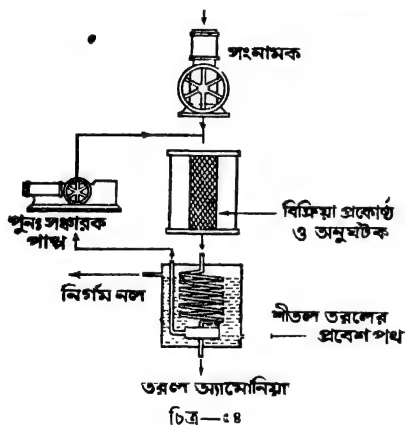 সংনামক
বিক্রিয়া প্রকোষ্ঠ
ও অনুঘটক
পুনঃ সঞ্চারক
পাম্প
নির্গম নল
শীতল তরলের
প্রবেশ পথ
তরল অ্যামোনিয়া
চিত্র—৫৪